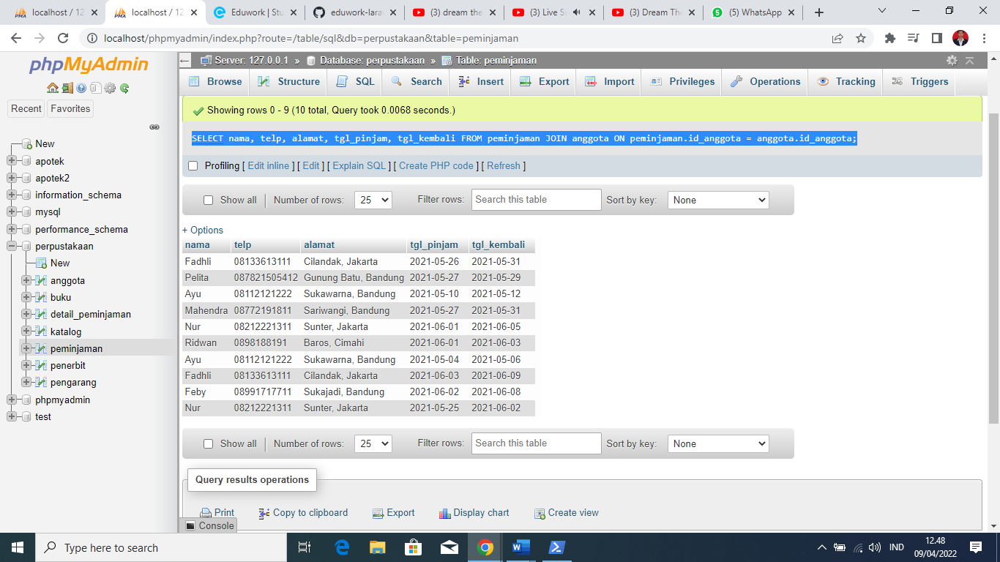 localhost / 12
localhost / 12
Eduwork | Stu
eduwork-lara
(3) dream the
(3) Live S
(3) Dream The
(5) WhatsApp
localhost/phpmyadmin/index.php?route=/table/sql&db=perpustakaan&table=peminjaman
phpMyAdmin
Recent
Favorites
New
apotek
apotek2
information_schema
mysql
performance_schema
perpustakaan
New
anggota
buku
detail_peminjaman
katalog
peminjaman
penerbit
pengarang
phpmyadmin
test
Server: 127.0.0.1 » Database: perpustakaan » Table: peminjaman
Browse Structure SQL Search Insert Export Import Privileges Operations Tracking Triggers
Showing rows 0 - 9 (10 total, Query took 0.0068 seconds.)
SELECT nama, telp, alamat, tgl_pinjam, tgl_kembali FROM peminjaman JOIN anggota ON peminjaman.id_anggota = anggota.id_anggota;
Profiling [ Edit inline ] [ Edit ] [ Explain SQL ] [ Create PHP code ] [ Refresh ]
Show all Number of rows: 25 Filter rows: Search this table Sort by key: None
+ Options
nama telp alamat tgl_pinjam tgl_kembali
Fadhli 08133613111 Cilandak, Jakarta 2021-05-26 2021-05-31
Pelita 087821505412 Gunung Batu, Bandung 2021-05-27 2021-05-29
Ayu 08112121222 Sukawarna, Bandung 2021-05-10 2021-05-12
Mahendra 08772191811 Sariwangi, Bandung 2021-05-27 2021-05-31
Nur 08212221311 Sunter, Jakarta 2021-06-01 2021-06-05
Ridwan 0898188191 Baros, Cimahi 2021-06-01 2021-06-03
Ayu 08112121222 Sukawarna, Bandung 2021-05-04 2021-05-06
Fadhli 08133613111 Cilandak, Jakarta 2021-06-03 2021-06-09
Feby 08991717711 Sukajadi, Bandung 2021-06-02 2021-06-08
Nur 08212221311 Sunter, Jakarta 2021-05-25 2021-06-02
Show all Number of rows: 25 Filter rows: Search this table Sort by key: None
Query results operations
Print Copy to clipboard Export Display chart Create view
Console
Type here to search
IND
12.48
09/04/2022